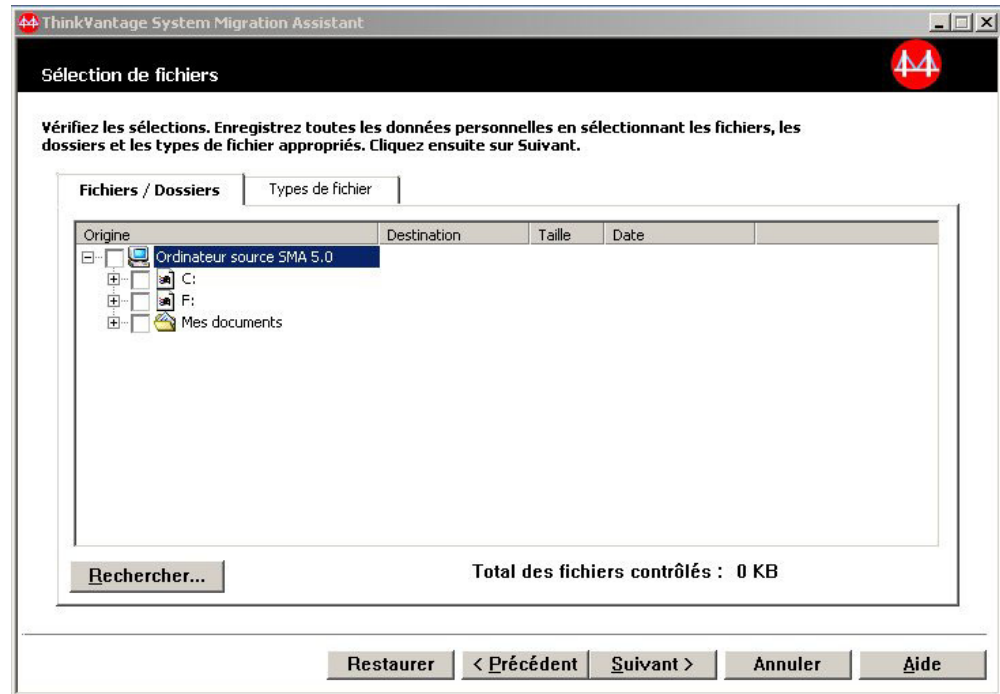 ThinkVantage System Migration Assistant
Sélection de fichiers
Vérifiez les sélections. Enregistrez toutes les données personnelles en sélectionnant les fichiers, les
dossiers et les types de fichier appropriés. Cliquez ensuite sur Suivant.
Fichiers / Dossiers Types de fichier
Origine Destination Taille Date
Ordinateur source SMA 5.0
C:
F:
Mes documents
Rechercher... Total des fichiers contrôlés : 0 KB
Restaurer < Précédent Suivant > Annuler Aide